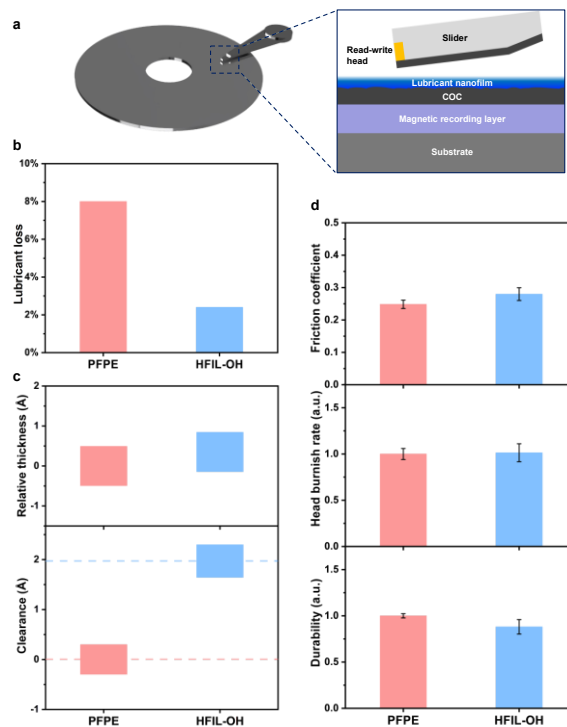 a
Slider
Read-write
head
Lubricant nanofilm
COC
Magnetic recording layer
Substrate
b
10%
8%
6%
4%
2%
0%
Lubricant loss
PFPE
HFIL-OH
c
2
1
0
-1
Relative thickness (Å)
2
1
0
-1
Clearance (Å)
PFPE
HFIL-OH
d
0.5
0.4
0.3
0.2
0.1
0.0
Friction coefficient
1.5
1.0
0.5
0.0
Head burnish rate (a.u.)
1.5
1.0
0.5
0.0
Durability (a.u.)
PFPE
HFIL-OH